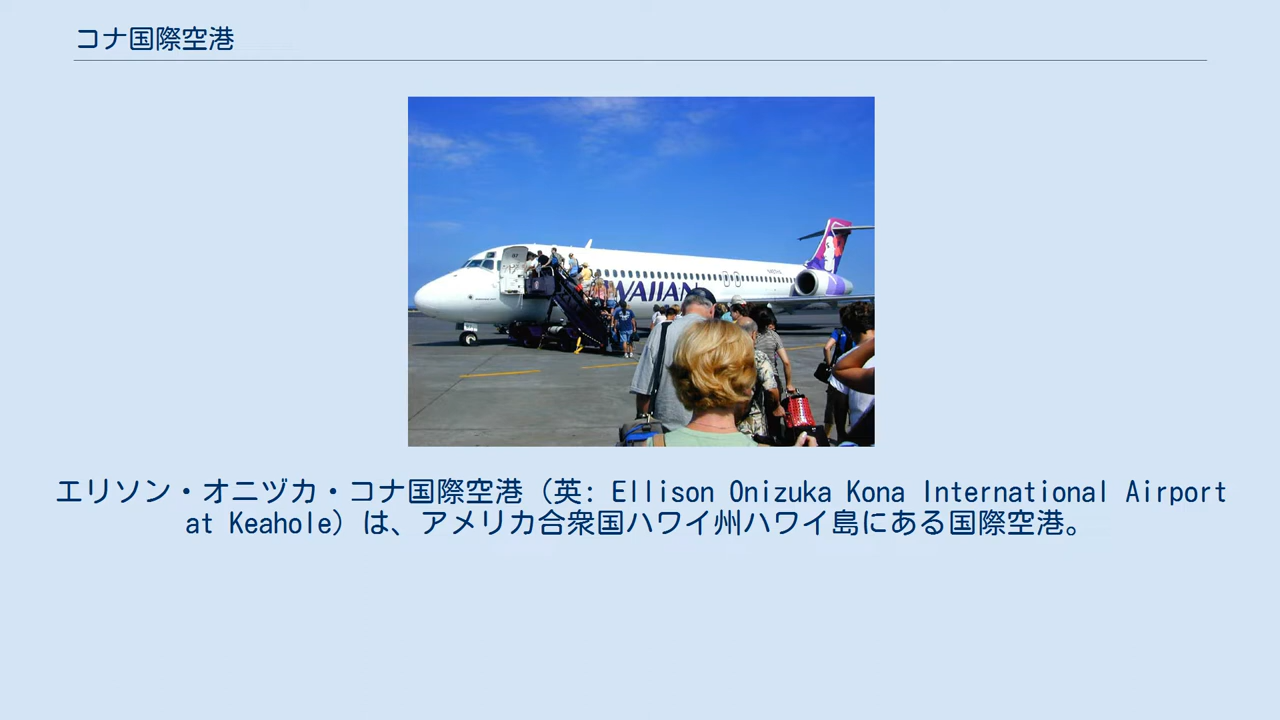 コナ国際空港
WAIIAN
エリソン・オニヅカ・コナ国際空港（英: Ellison Onizuka Kona International Airport
at Keahole）は、アメリカ合衆国ハワイ州ハワイ島にある国際空港。